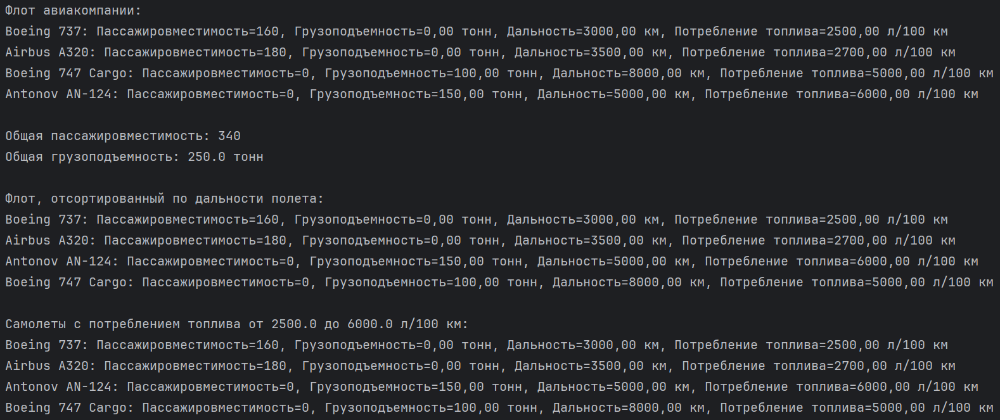 Флот авиакомпании:
Boeing 737: Пассажировместимость=160, Грузоподъемность=0,00 тонн, Дальность=3000,00 км, Потребление топлива=2500,00 л/100 км
Airbus A320: Пассажировместимость=180, Грузоподъемность=0,00 тонн, Дальность=3500,00 км, Потребление топлива=2700,00 л/100 км
Boeing 747 Cargo: Пассажировместимость=0, Грузоподъемность=100,00 тонн, Дальность=8000,00 км, Потребление топлива=5000,00 л/100 км
Antonov AN-124: Пассажировместимость=0, Грузоподъемность=150,00 тонн, Дальность=5000,00 км, Потребление топлива=6000,00 л/100 км
Общая пассажировместимость: 340
Общая грузоподъемность: 250.0 тонн
Флот, отсортированный по дальности полета:
Boeing 737: Пассажировместимость=160, Грузоподъемность=0,00 тонн, Дальность=3000,00 км, Потребление топлива=2500,00 л/100 км
Airbus A320: Пассажировместимость=180, Грузоподъемность=0,00 тонн, Дальность=3500,00 км, Потребление топлива=2700,00 л/100 км
Antonov AN-124: Пассажировместимость=0, Грузоподъемность=150,00 тонн, Дальность=5000,00 км, Потребление топлива=6000,00 л/100 км
Boeing 747 Cargo: Пассажировместимость=0, Грузоподъемность=100,00 тонн, Дальность=8000,00 км, Потребление топлива=5000,00 л/100 км
Самолеты с потреблением топлива от 2500.0 до 6000.0 л/100 км:
Boeing 737: Пассажировместимость=160, Грузоподъемность=0,00 тонн, Дальность=3000,00 км, Потребление топлива=2500,00 л/100 км
Airbus A320: Пассажировместимость=180, Грузоподъемность=0,00 тонн, Дальность=3500,00 км, Потребление топлива=2700,00 л/100 км
Antonov AN-124: Пассажировместимость=0, Грузоподъемность=150,00 тонн, Дальность=5000,00 км, Потребление топлива=6000,00 л/100 км
Boeing 747 Cargo: Пассажировместимость=0, Грузоподъемность=100,00 тонн, Дальность=8000,00 км, Потребление топлива=5000,00 л/100 км